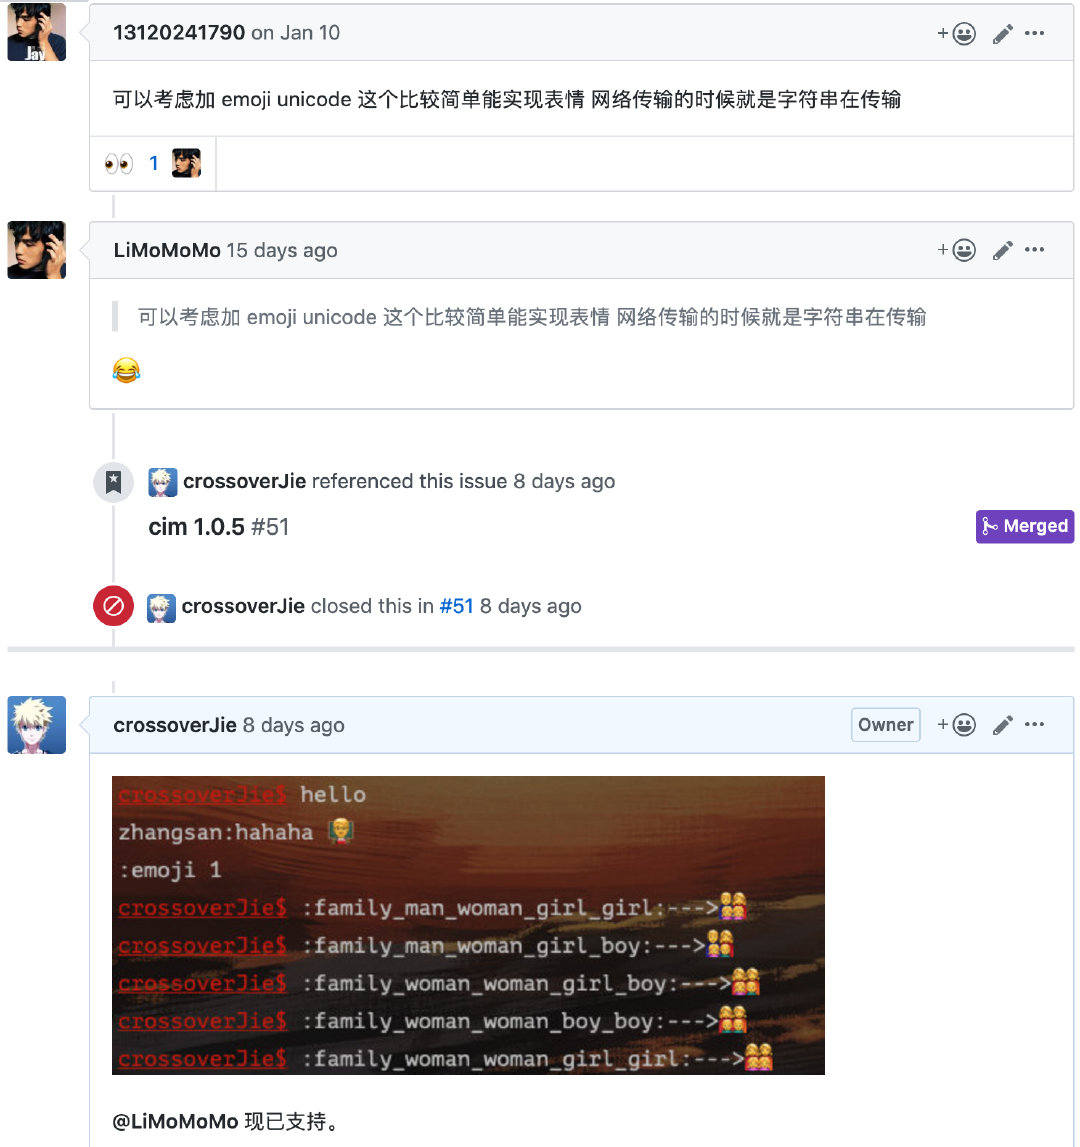 13120241790 on Jan 10
可以考虑加 emoji unicode 这个比较简单能实现表情 网络传输的时候就是字符串在传输
👀 1
LiMoMoMo 15 days ago
可以考虑加 emoji unicode 这个比较简单能实现表情 网络传输的时候就是字符串在传输
😂
crossoverJie referenced this issue 8 days ago
cim 1.0.5 #51
Merged
crossoverJie closed this in #51 8 days ago
crossoverJie 8 days ago
Owner
crossoverJie$ hello
zhangsan:hahaha 👨‍🏫
:emoji 1
crossoverJie$ :family_man_woman_girl_girl:--->👨‍👩‍👧‍👧
crossoverJie$ :family_man_woman_girl_boy:--->👨‍👩‍👧‍👦
crossoverJie$ :family_woman_woman_girl_boy:--->👩‍👩‍👧‍👦
crossoverJie$ :family_woman_woman_boy_boy:--->👩‍👩‍👦‍👦
crossoverJie$ :family_woman_woman_girl_girl:--->👩‍👩‍👧‍👧
@LiMoMoMo 现已支持。